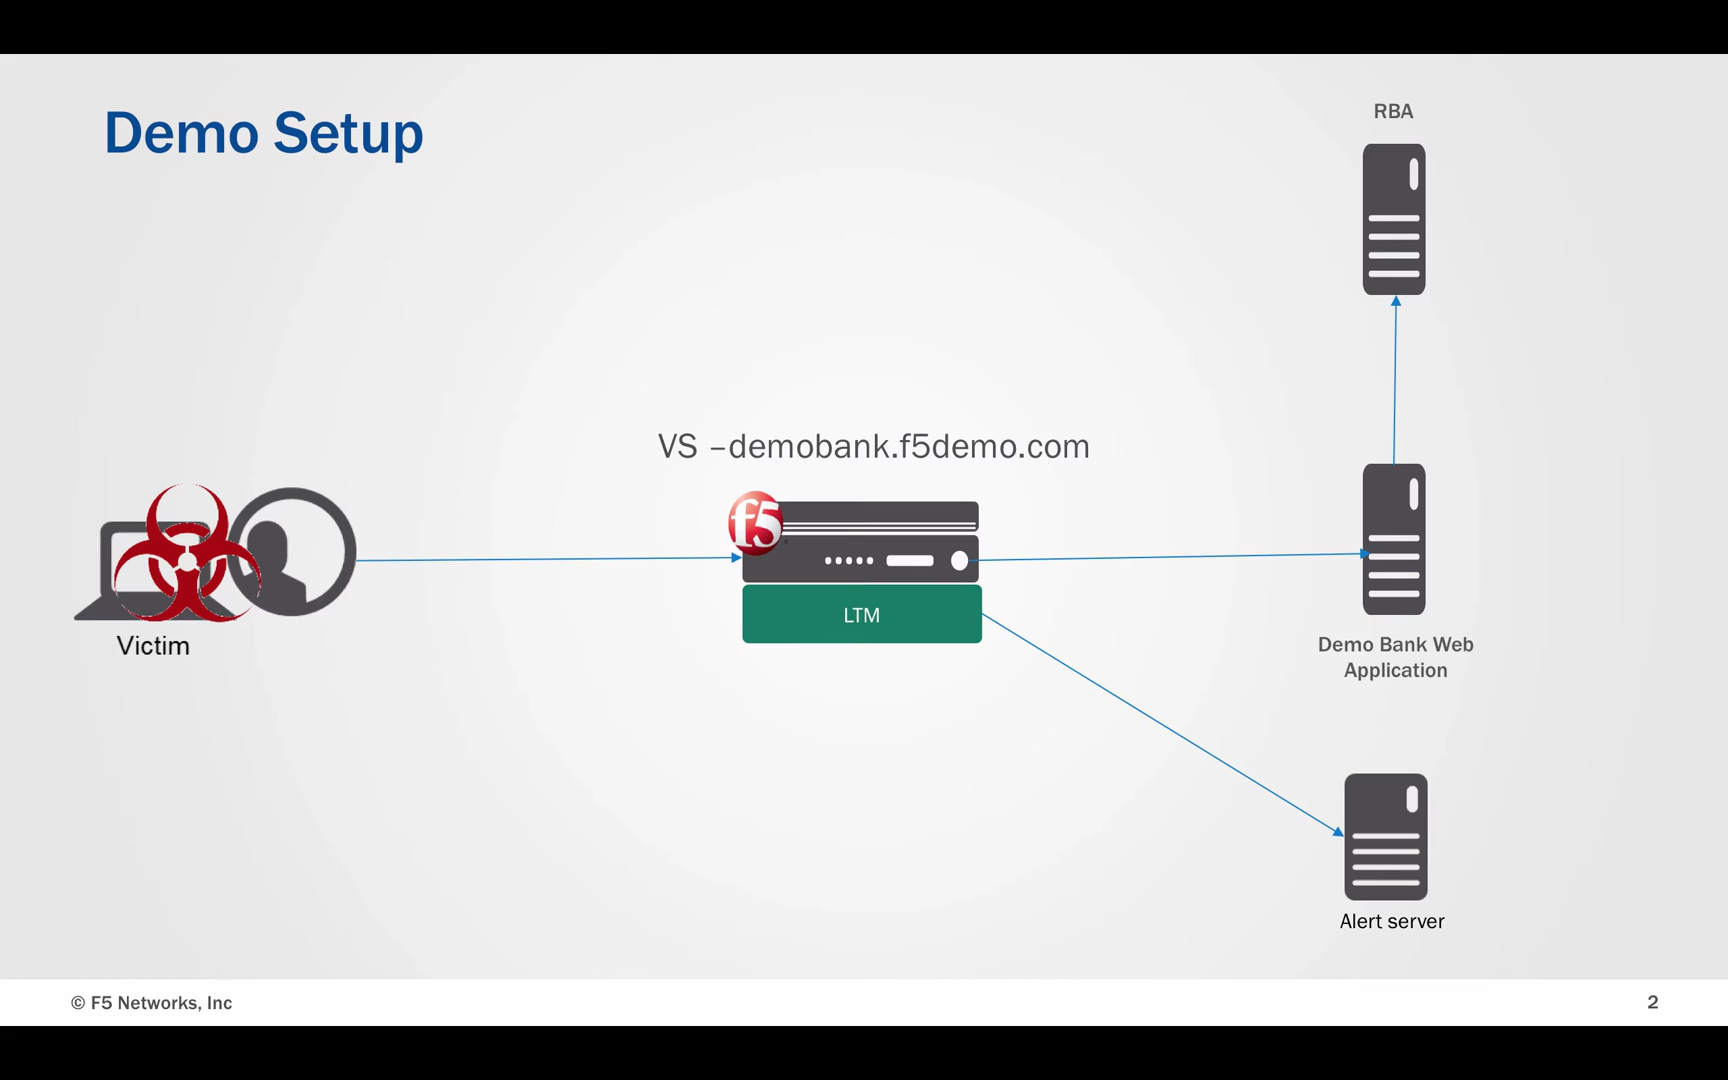 Demo Setup
RBA
VS –demobank.f5demo.com
f5
LTM
Victim
Demo Bank Web
Application
Alert server
© F5 Networks, Inc
2